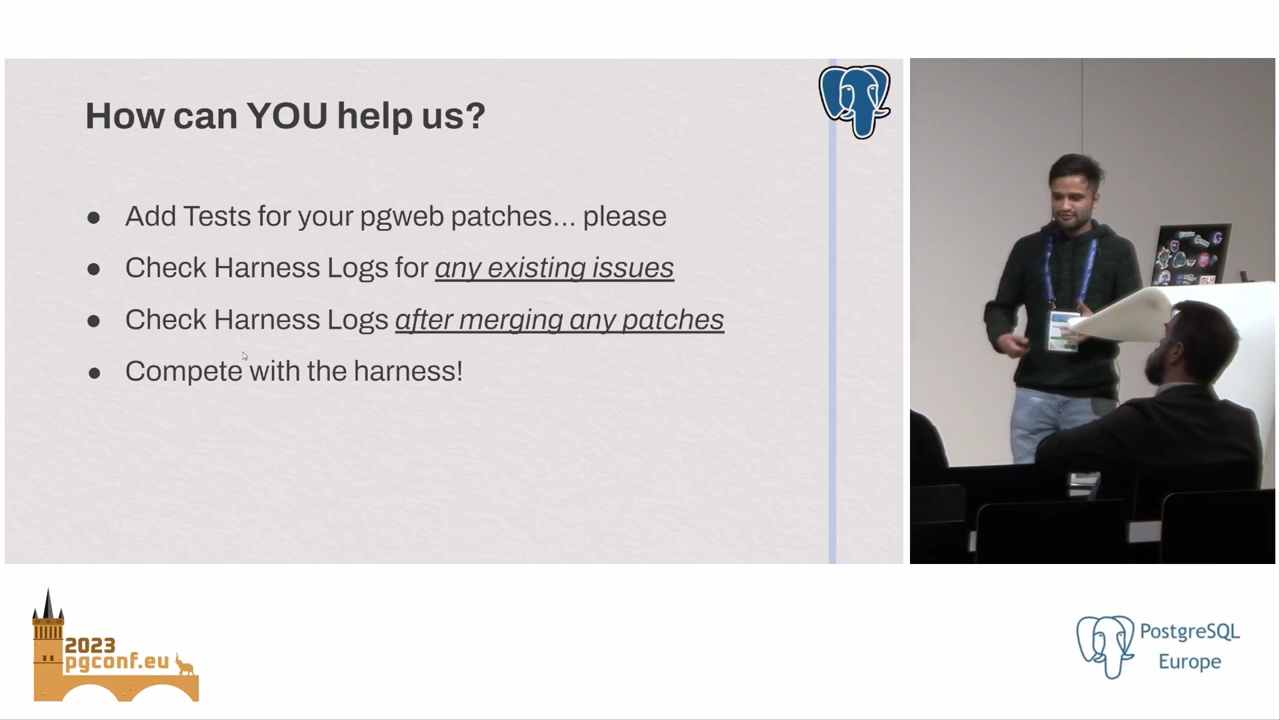 How can YOU help us?
● Add Tests for your pgweb patches... please
● Check Harness Logs for any existing issues
● Check Harness Logs after merging any patches
● Compete with the harness!
2023
pgconf.eu
PostgreSQL
Europe